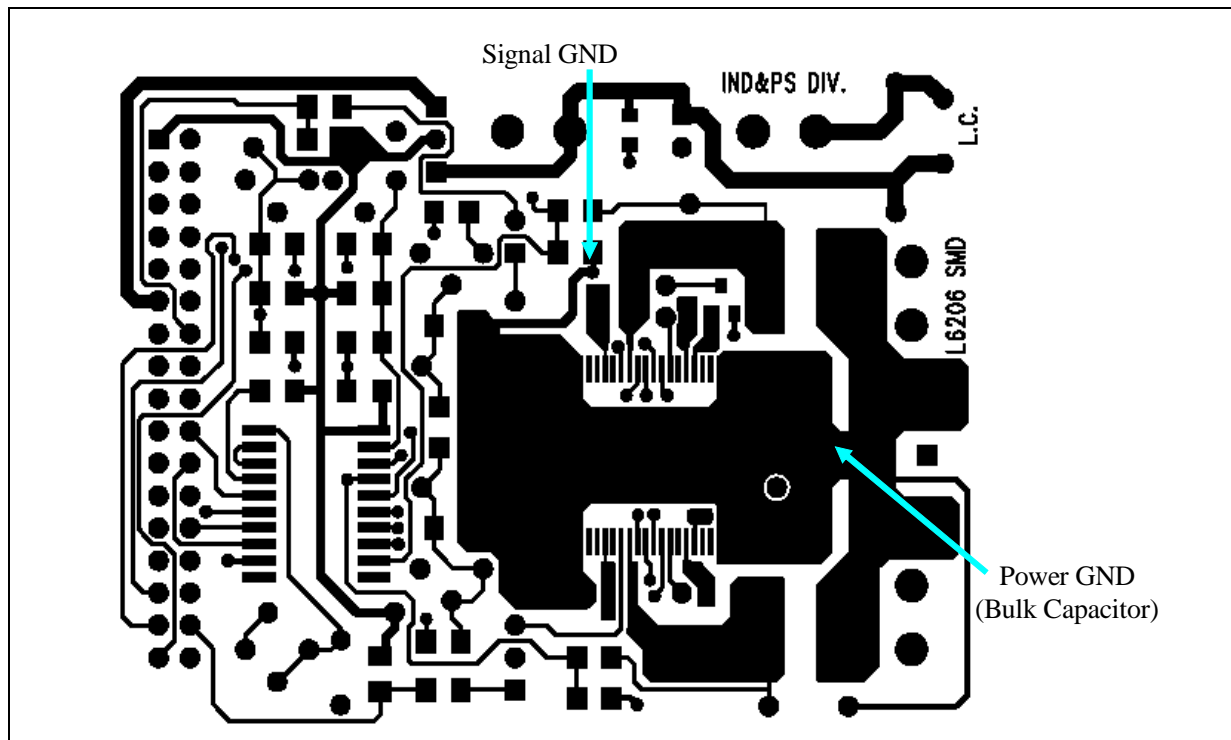 Signal GND
IND&PS DIV.
L.C.
L6206 SMD
Power GND
(Bulk Capacitor)